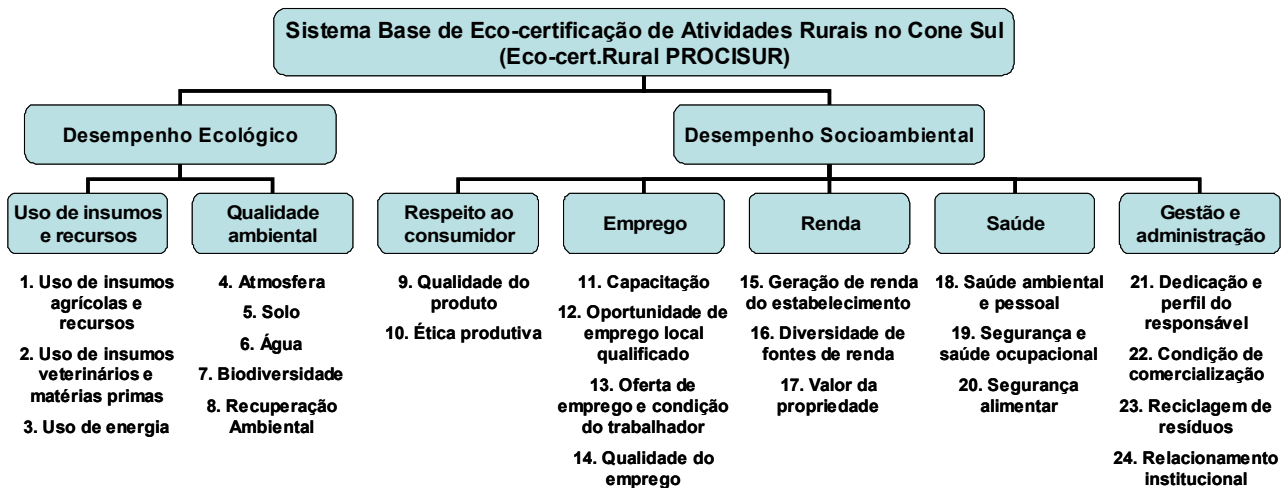 Sistema Base de Eco-certificação de Atividades Rurais no Cone Sul
(Eco-cert.Rural PROCISUR)
Desempenho Ecológico
Desempenho Socioambiental
Uso de insumos
e recursos
Qualidade
ambiental
Respeito ao
consumidor
Emprego
Renda
Saúde
Gestão e
administração
1. Uso de insumos
agrícolas e
recursos
2. Uso de insumos
veterinários e
matérias primas
3. Uso de energia
4. Atmosfera
5. Solo
6. Água
7. Biodiversidade
8. Recuperação
Ambiental
9. Qualidade do
produto
10. Ética produtiva
11. Capacitação
12. Oportunidade de
emprego local
qualificado
13. Oferta de
emprego e condição
do trabalhador
14. Qualidade do
emprego
15. Geração de renda
do estabelecimento
16. Diversidade de
fontes de renda
17. Valor da
propriedade
18. Saúde ambiental
e pessoal
19. Segurança e
saúde ocupacional
20. Segurança
alimentar
21. Dedicação e
perfil do
responsável
22. Condição de
comercialização
23. Reciclagem de
resíduos
24. Relacionamento
institucional